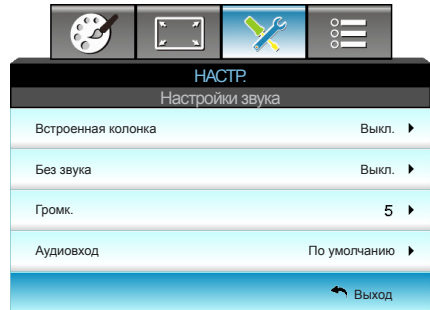 НАСТР.
Настройки звука
Встроенная колонка Выкл.
Без звука Выкл.
Громк. 5
Аудиовход По умолчанию
Выход